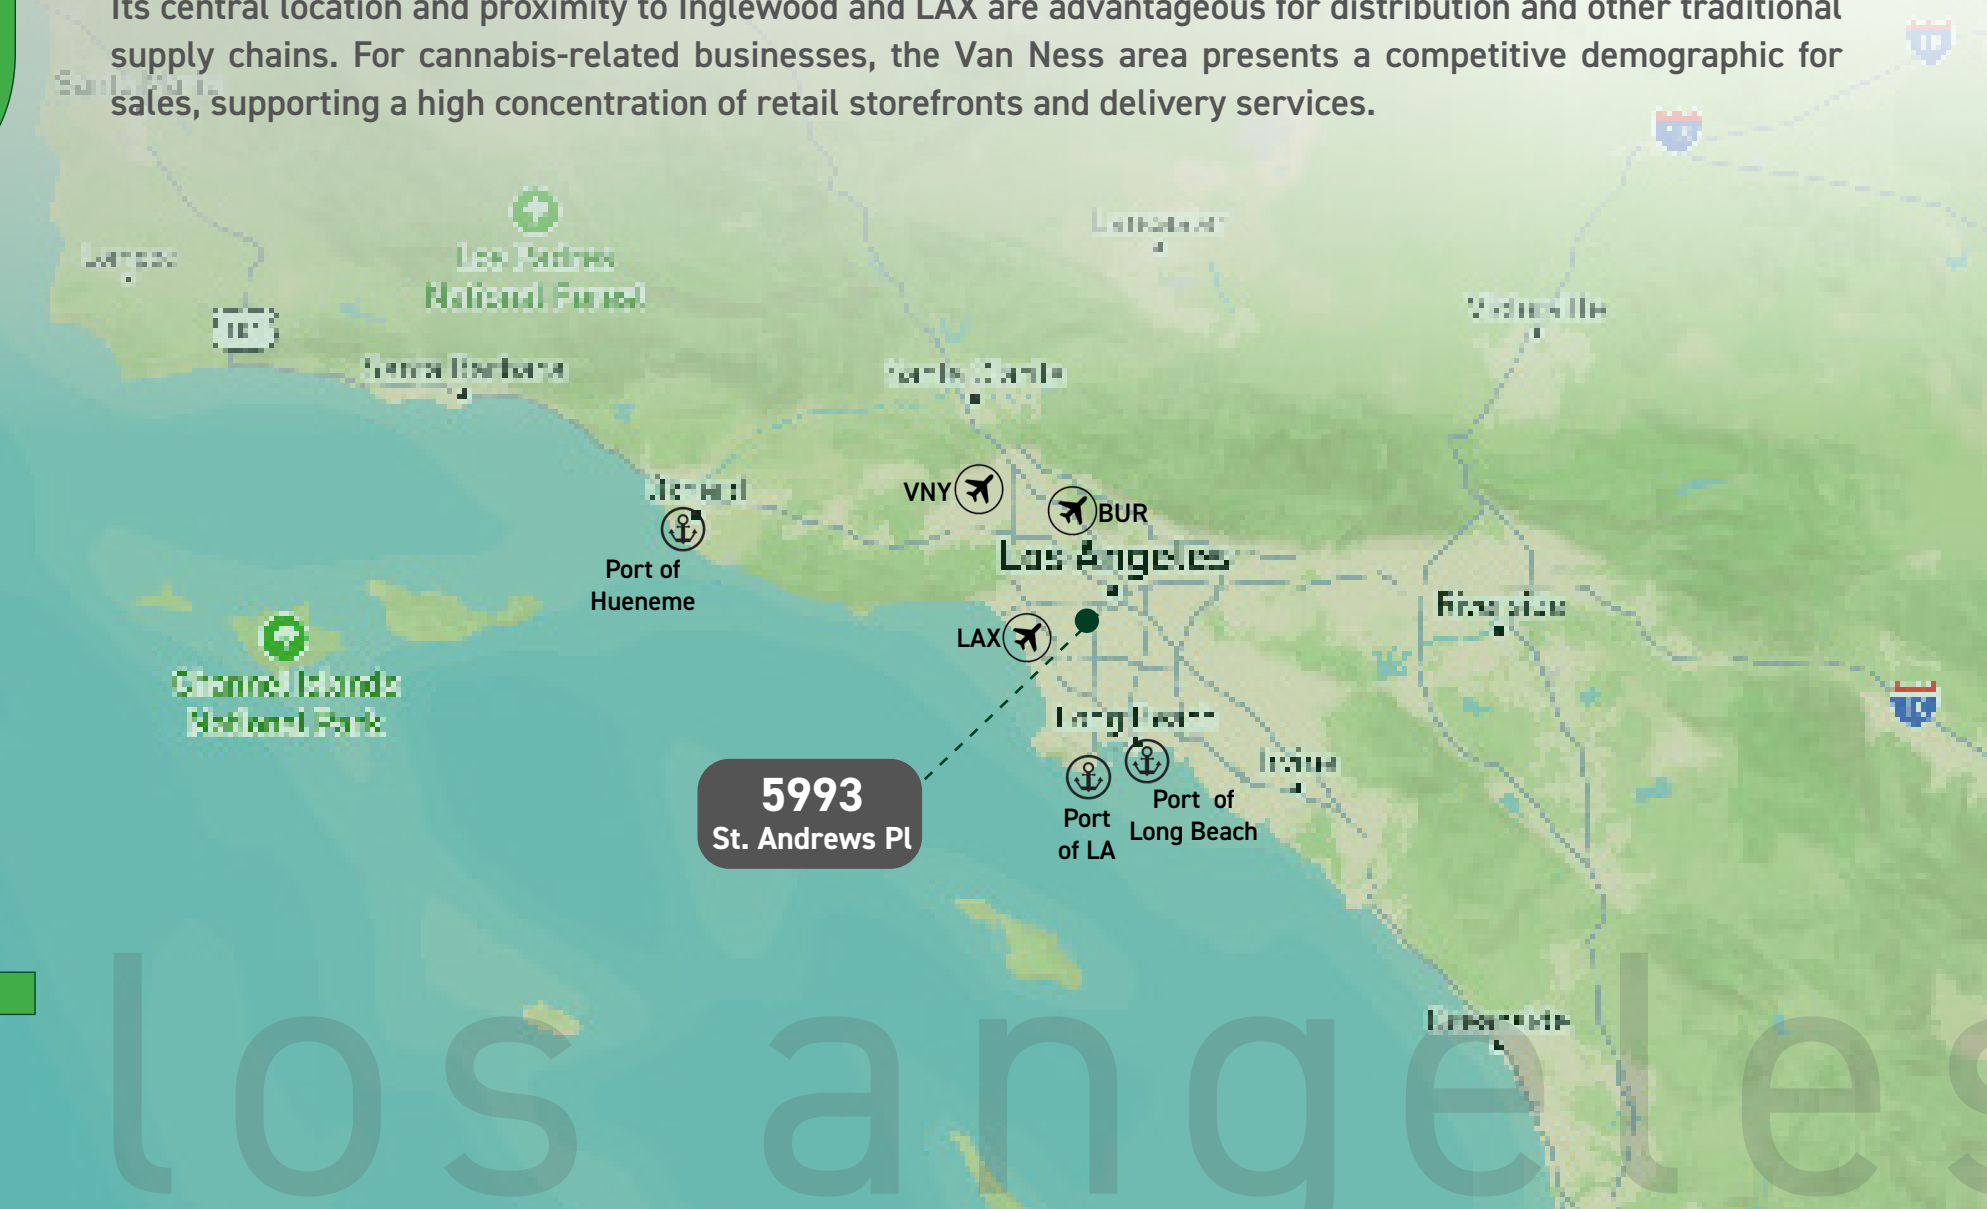 Its central location and proximity to Inglewood and LAX are advantageous for distribution and other traditional
supply chains. For cannabis-related businesses, the Van Ness area presents a competitive demographic for
sales, supporting a high concentration of retail storefronts and delivery services.
Los Padres
National Forest
101
Santa Barbara
Santa Clarita
Victorville
VNY
BUR
Los Angeles
Port of
Hueneme
LAX
Riverside
Channel Islands
National Park
10
Long Beach
Irvine
5993
St. Andrews Pl
Port
of LA
Port of
Long Beach
Oceanside
los angeles